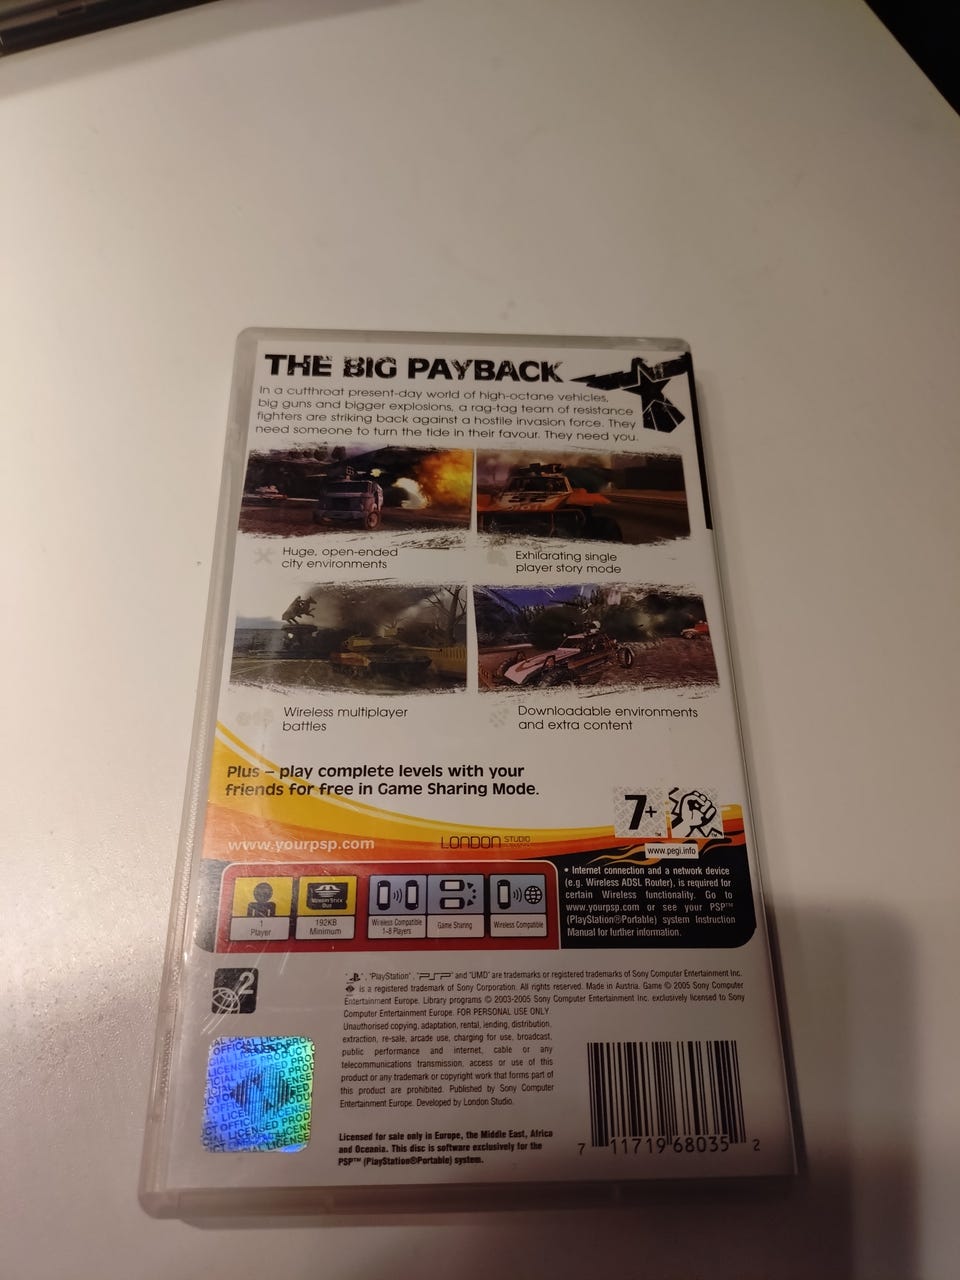 THE BIG PAYBACK
In a cutthroat present-day world of high-octane vehicles,
big guns and bigger explosions, a rag-tag team of resistance
fighters are striking back against a hostile invasion force. They
need someone to turn the tide in their favour. They need you.
Huge, open-ended
city environments
Exhilarating single
player story mode
Wireless multiplayer
battles
Downloadable environments
and extra content
Plus – play complete levels with your
friends for free in Game Sharing Mode.
7+
www.pegi.info
www.yourpsp.com
LONDON STUDIO
1
Player
MEMORY STICK
DUO
192KB
Minimum
Wireless Compatible
1-8 Players
Game Sharing
Wireless Compatible
• Internet connection and a network device
(e.g. Wireless ADSL Router), is required for
certain Wireless functionality. Go to
www.yourpsp.com or see your PSP™
(PlayStation®Portable) system Instruction
Manual for further information.
2
" ", "PlayStation", "PSP" and "UMD" are trademarks or registered trademarks of Sony Computer Entertainment Inc.
is a registered trademark of Sony Corporation. All rights reserved. Made in Austria. Game © 2005 Sony Computer
Entertainment Europe. Library programs © 2003-2005 Sony Computer Entertainment Inc. exclusively licensed to Sony
Computer Entertainment Europe. FOR PERSONAL USE ONLY
Unauthorised copying, adaptation, rental, lending, distribution,
extraction, re-sale, arcade use, charging for use, broadcast,
public performance and internet, cable or any
telecommunications transmission, access or use of this
product or any trademark or copyright work that forms part of
this product are prohibited. Published by Sony Computer
Entertainment Europe. Developed by London Studio.
Licensed for sale only in Europe, the Middle East, Africa
and Oceania. This disc is software exclusively for the
PSP™ (PlayStation®Portable) system.
7 11719 68035 2